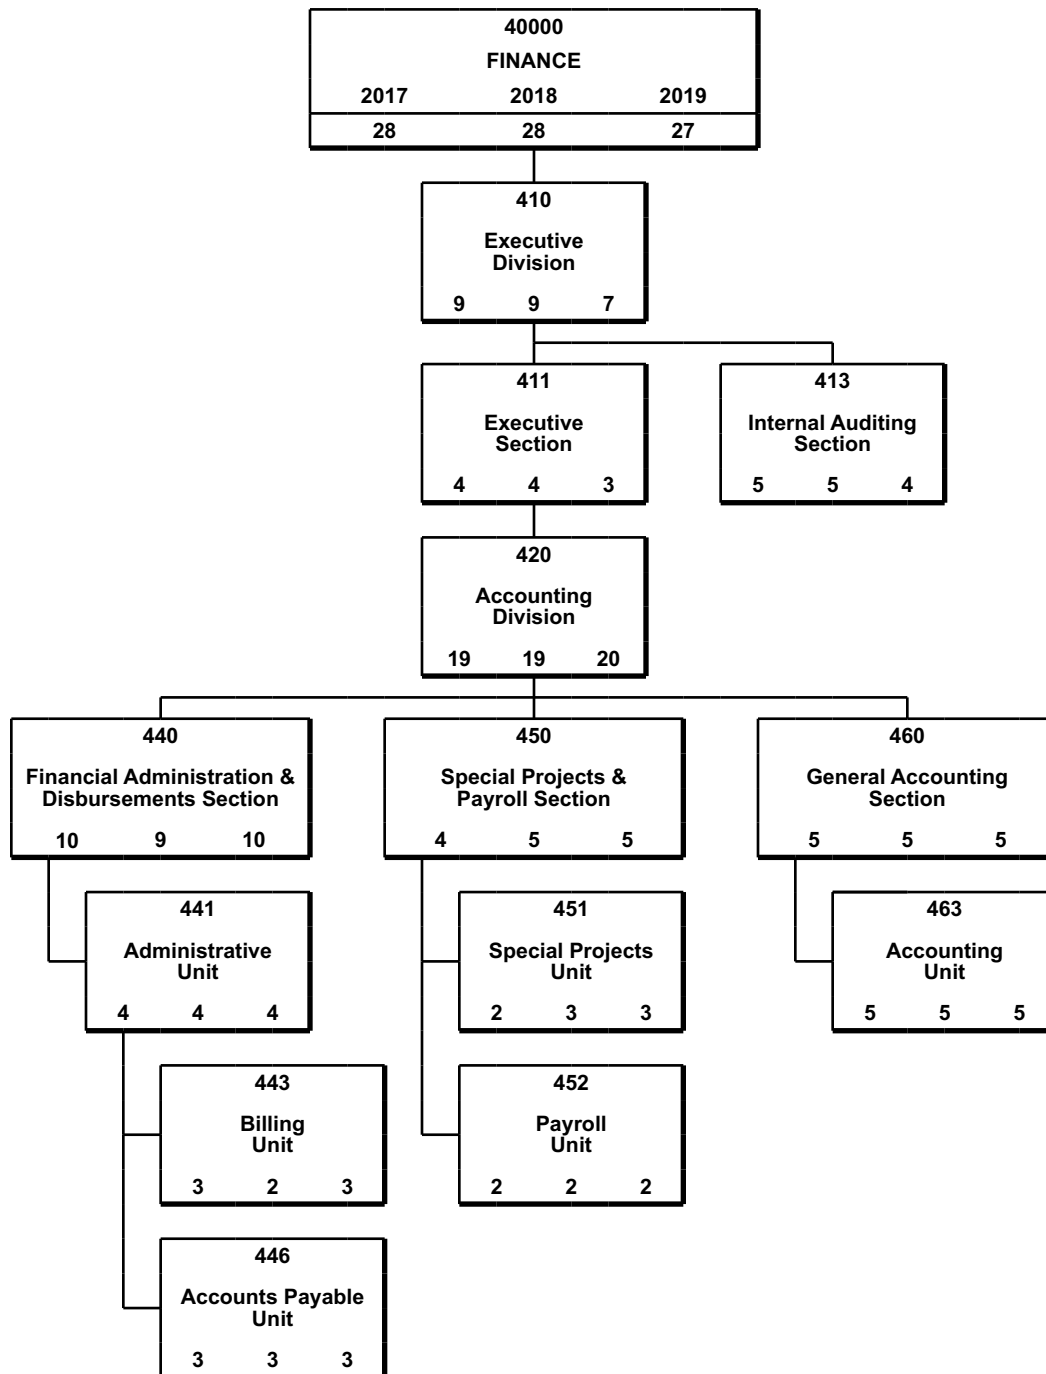 40000
FINANCE
2017 2018 2019
28 28 27
410
Executive
Division
9 9 7
411
Executive
Section
4 4 3
413
Internal Auditing
Section
5 5 4
420
Accounting
Division
19 19 20
440
Financial Administration &
Disbursements Section
10 9 10
450
Special Projects &
Payroll Section
4 5 5
460
General Accounting
Section
5 5 5
441
Administrative
Unit
4 4 4
451
Special Projects
Unit
2 3 3
463
Accounting
Unit
5 5 5
443
Billing
Unit
3 2 3
452
Payroll
Unit
2 2 2
446
Accounts Payable
Unit
3 3 3